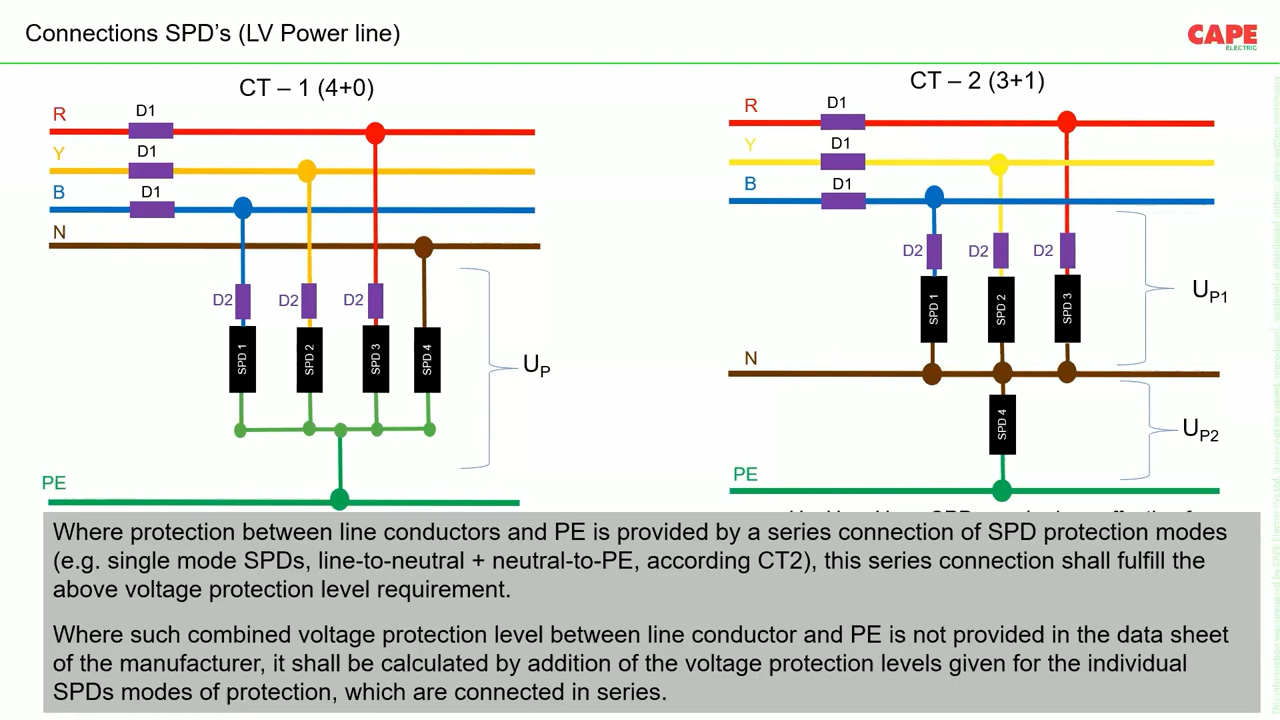 Connections SPD's (LV Power line)
CAPE
ELECTRIC
CT – 1 (4+0)
R
D1
Y
D1
B
D1
N
D2
D2
D2
SPD 1
SPD 2
SPD 3
SPD 4
UP
PE
CT – 2 (3+1)
R
D1
Y
D1
B
D1
D2
D2
D2
SPD 1
SPD 2
SPD 3
UP1
N
SPD 4
UP2
PE
Where protection between line conductors and PE is provided by a series connection of SPD protection modes
(e.g. single mode SPDs, line-to-neutral + neutral-to-PE, according CT2), this series connection shall fulfill the
above voltage protection level requirement.
Where such combined voltage protection level between line conductor and PE is not provided in the data sheet
of the manufacturer, it shall be calculated by addition of the voltage protection levels given for the individual
SPDs modes of protection, which are connected in series.